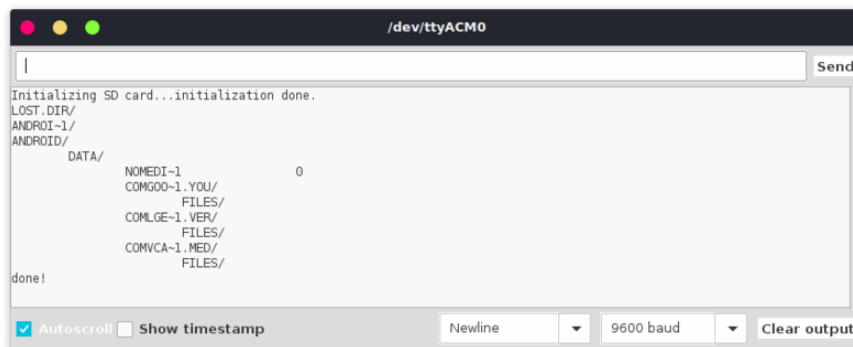 /dev/ttyACM0
Send
Initializing SD card...initialization done.
LOST.DIR/
ANDROI~1/
ANDROID/
DATA/
NOMEDI~1 0
COMGOO~1.YOU/
FILES/
COMLGE~1.VER/
FILES/
COMVCA~1.MED/
FILES/
done!
Autoscroll Show timestamp Newline 9600 baud Clear output